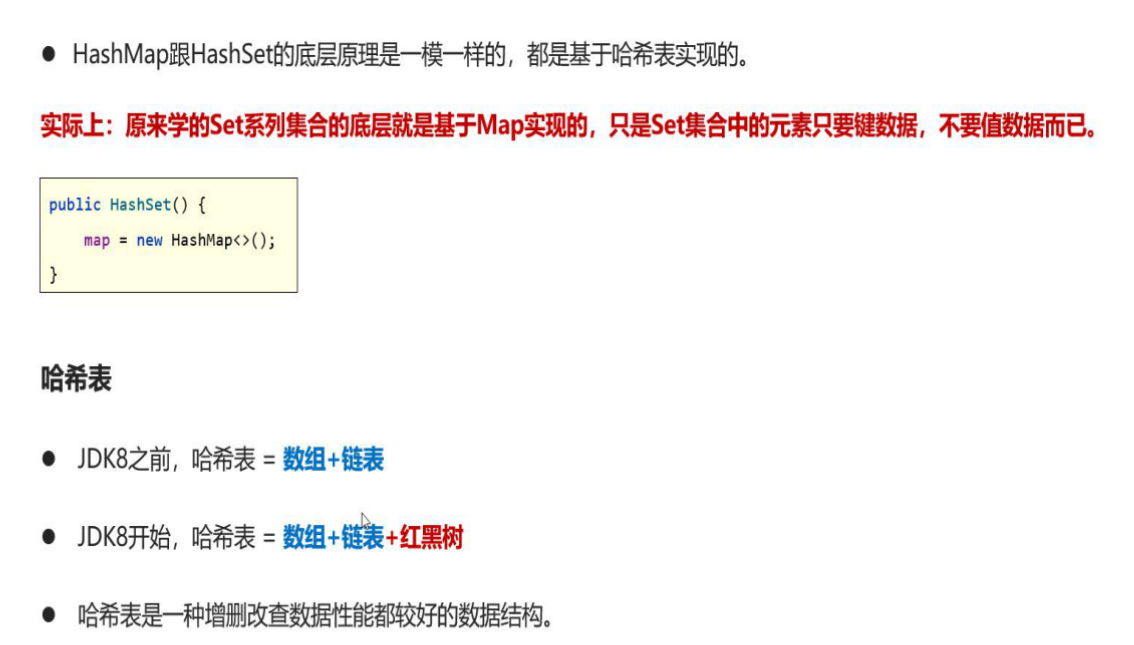 ● HashMap跟HashSet的底层原理是一模一样的，都是基于哈希表实现的。
实际上：原来学的Set系列集合的底层就是基于Map实现的，只是Set集合中的元素只要键数据，不要值数据而已。
public HashSet() {
    map = new HashMap<>();
}
哈希表
● JDK8之前，哈希表 = 数组+链表
● JDK8开始，哈希表 = 数组+链表+红黑树
● 哈希表是一种增删改查数据性能都较好的数据结构。